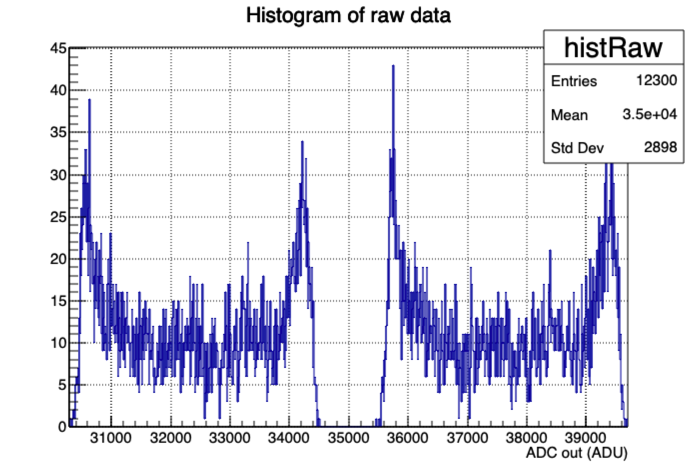 Histogram of raw data
histRaw
Entries 12300
Mean 3.5e+04
Std Dev 2898
45
40
35
30
25
20
15
10
5
0
31000 32000 33000 34000 35000 36000 37000 38000 39000
ADC out (ADU)